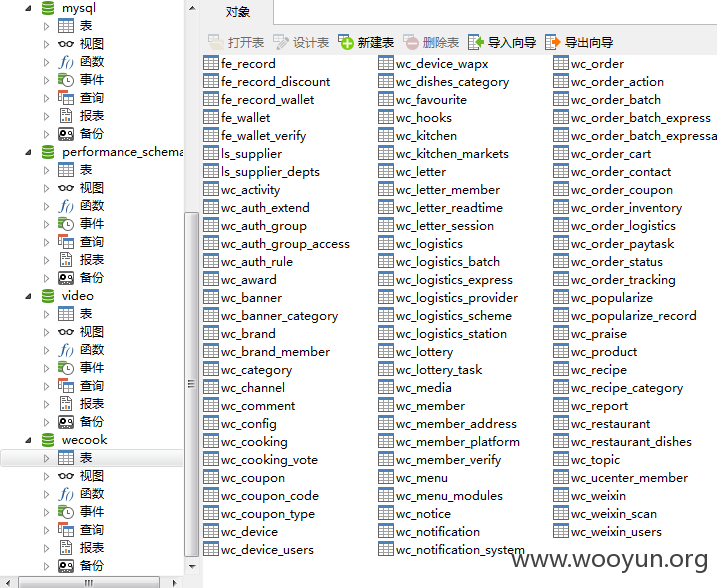 mysql
表
视图
函数
事件
查询
报表
备份
performance_schema
表
视图
函数
事件
查询
报表
备份
video
表
视图
函数
事件
查询
报表
备份
wecook
表
视图
函数
事件
查询
报表
备份
对象
打开表 设计表 新建表 删除表 导入向导 导出向导
fe_record
fe_record_discount
fe_record_wallet
fe_wallet
fe_wallet_verify
ls_supplier
ls_supplier_depts
wc_activity
wc_auth_extend
wc_auth_group
wc_auth_group_access
wc_auth_rule
wc_award
wc_banner
wc_banner_category
wc_brand
wc_brand_member
wc_category
wc_channel
wc_comment
wc_config
wc_cooking
wc_cooking_vote
wc_coupon
wc_coupon_code
wc_coupon_type
wc_device
wc_device_users
wc_device_wapx
wc_dishes_category
wc_favourite
wc_hooks
wc_kitchen
wc_kitchen_markets
wc_letter
wc_letter_member
wc_letter_readtime
wc_letter_session
wc_logistics
wc_logistics_batch
wc_logistics_express
wc_logistics_provider
wc_logistics_scheme
wc_logistics_station
wc_lottery
wc_lottery_task
wc_media
wc_member
wc_member_address
wc_member_platform
wc_member_verify
wc_menu
wc_menu_modules
wc_notice
wc_notification
wc_notification_system
wc_order
wc_order_action
wc_order_batch
wc_order_batch_express
wc_order_batch_expressa
wc_order_cart
wc_order_contact
wc_order_coupon
wc_order_inventory
wc_order_logistics
wc_order_paytask
wc_order_status
wc_order_tracking
wc_popularize
wc_popularize_record
wc_praise
wc_product
wc_recipe
wc_recipe_category
wc_report
wc_restaurant
wc_restaurant_dishes
wc_topic
wc_ucenter_member
wc_weixin
wc_weixin_scan
wc_weixin_users
www.wooyun.org